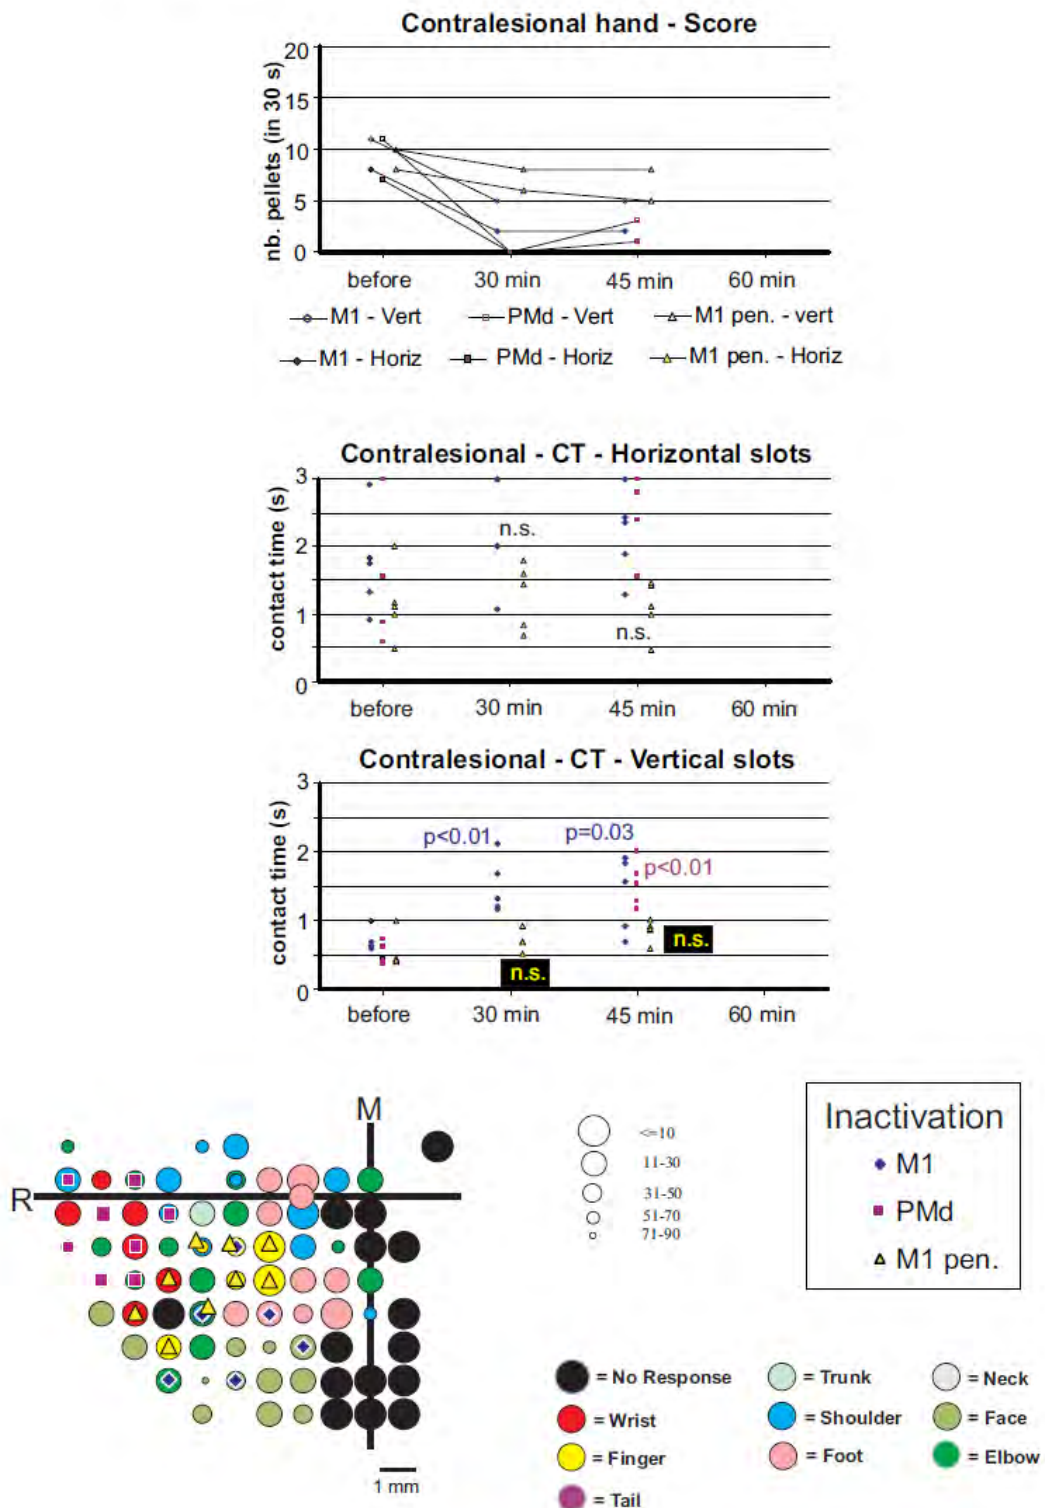 Contralesional hand - Score
nb. pellets (in 30 s)
20
15
10
5
0
before 30 min 45 min 60 min
M1 - Vert PMd - Vert M1 pen. - vert
M1 - Horiz PMd - Horiz M1 pen. - Horiz
Contralesional - CT - Horizontal slots
contact time (s)
3
2
1
0
n.s.
n.s.
before 30 min 45 min 60 min
Contralesional - CT - Vertical slots
contact time (s)
3
2
1
0
p<0.01 p=0.03
p<0.01
n.s.
n.s.
before 30 min 45 min 60 min
M
R
1 mm
<=10
11-30
31-50
51-70
71-90
Inactivation
M1
PMd
M1 pen.
= No Response = Trunk = Neck
= Wrist = Shoulder = Face
= Finger = Foot = Elbow
= Tail